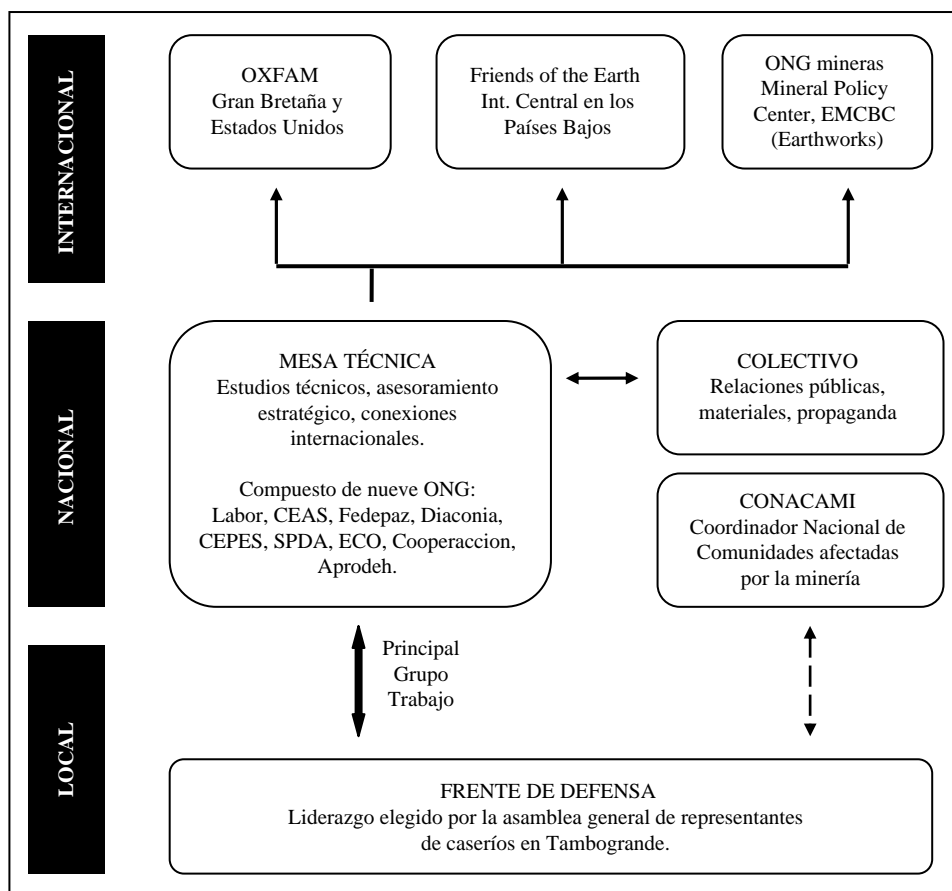 INTERNACIONAL
OXFAM
Gran Bretaña y
Estados Unidos
Friends of the Earth
Int. Central en los
Países Bajos
ONG mineras
Mineral Policy
Center, EMCBC
(Earthworks)
NACIONAL
MESA TÉCNICA
Estudios técnicos, asesoramiento
estratégico, conexiones
internacionales.
Compuesto de nueve ONG:
Labor, CEAS, Fedepaz, Diaconia,
CEPES, SPDA, ECO, Cooperaccion,
Aprodeh.
COLECTIVO
Relaciones públicas,
materiales, propaganda
CONACAMI
Coordinador Nacional de
Comunidades afectadas
por la minería
LOCAL
Principal
Grupo
Trabajo
FRENTE DE DEFENSA
Liderazgo elegido por la asamblea general de representantes
de caseríos en Tambogrande.